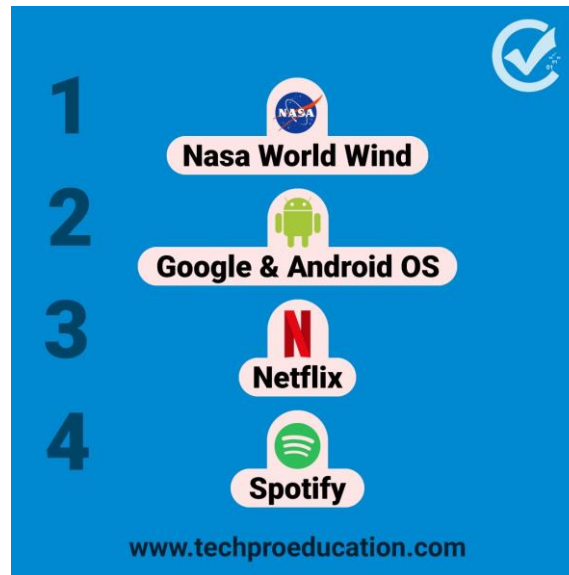 1
NASA
Nasa World Wind
2
Google & Android OS
3
N
Netflix
4
Spotify
www.techproeducation.com